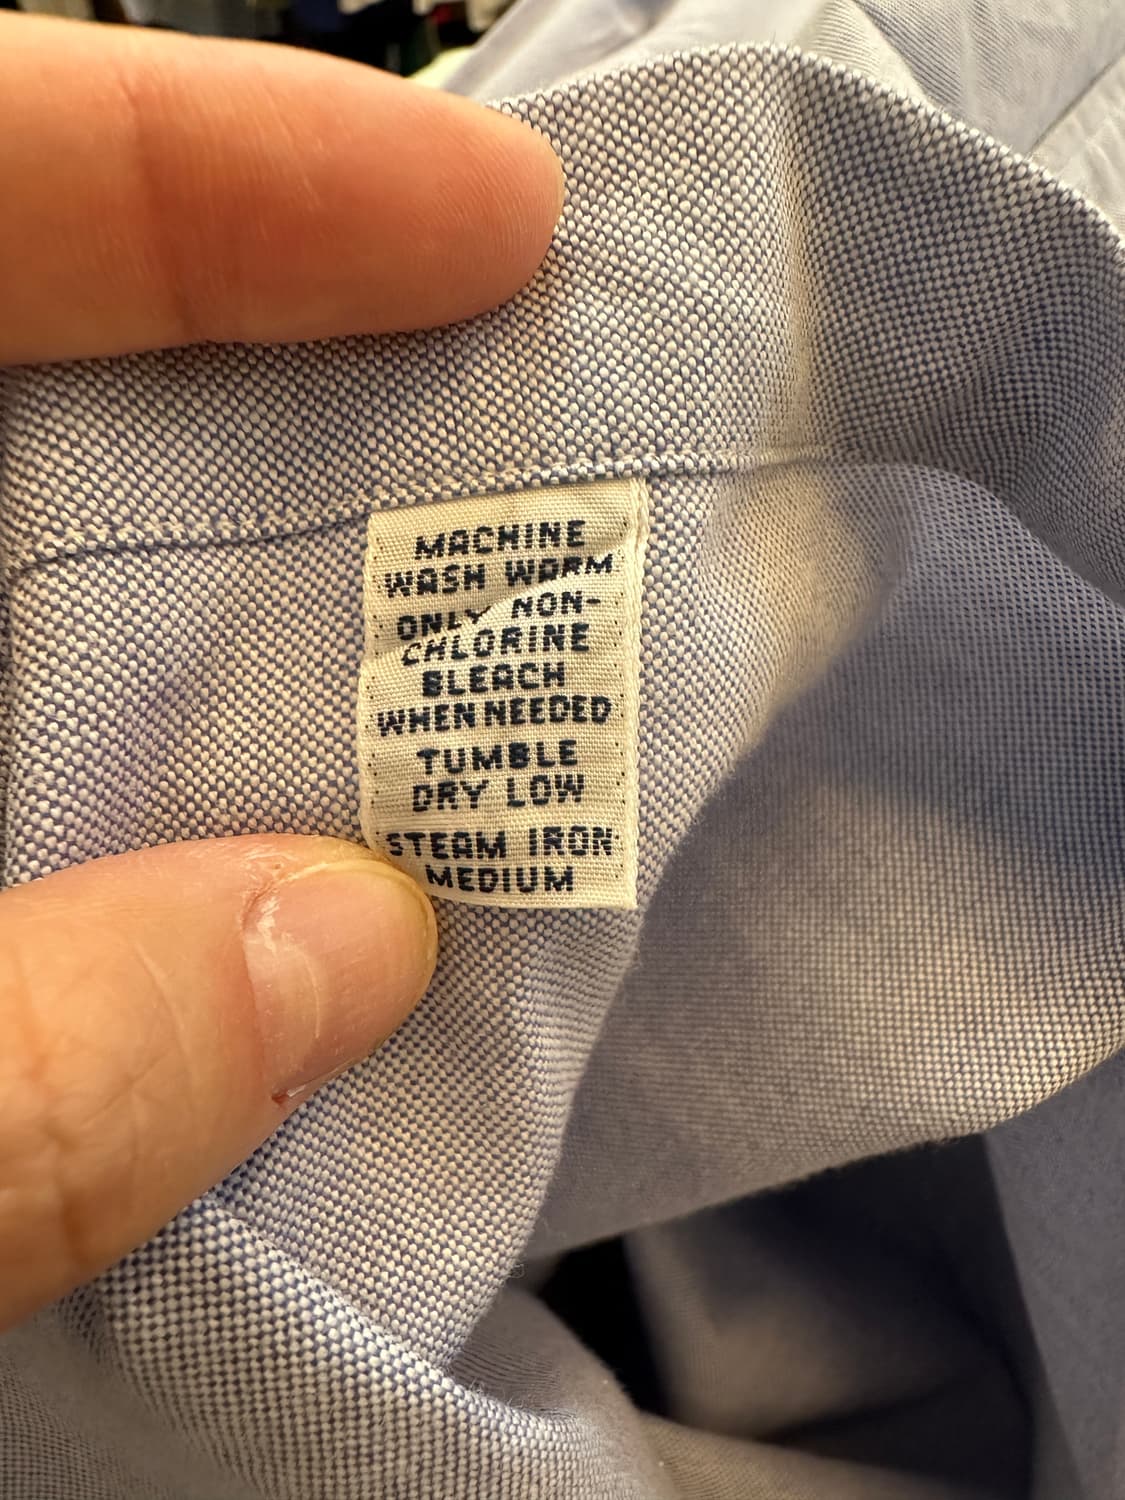 MACHINE
WASH WARM
ONLY NON-
CHLORINE
BLEACH
WHEN NEEDED
TUMBLE
DRY LOW
STEAM IRON
MEDIUM